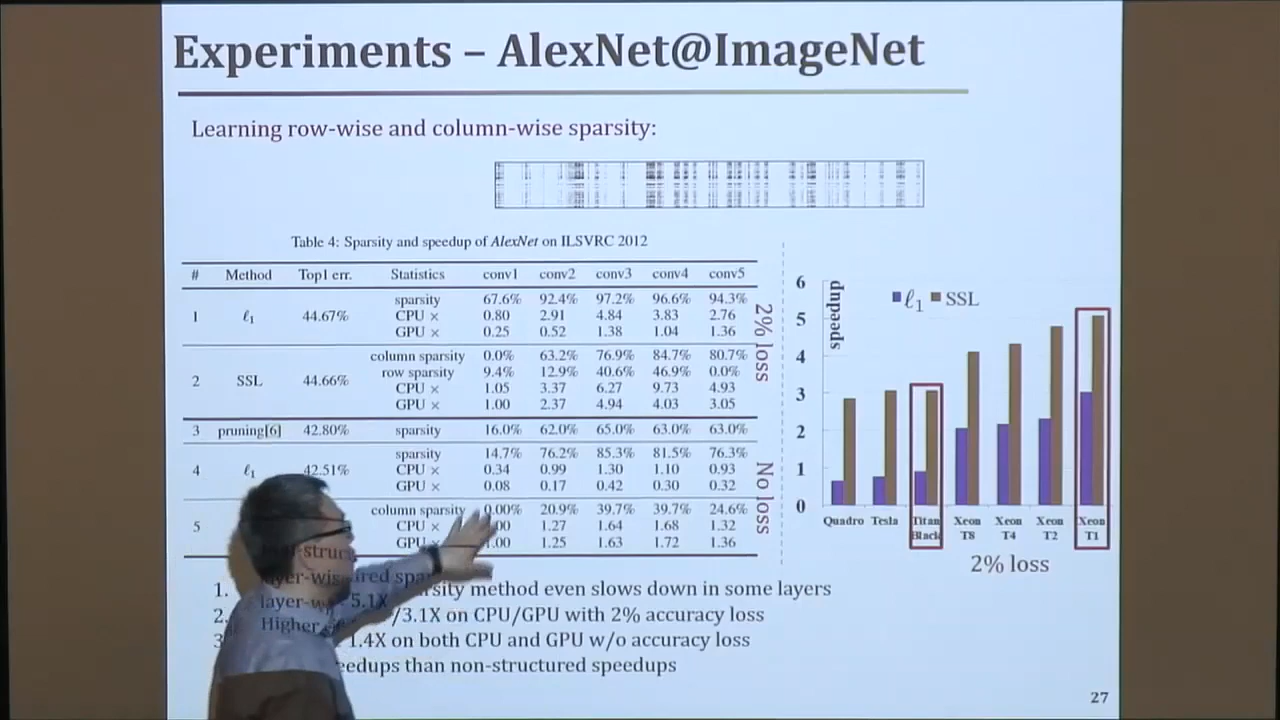 Experiments – AlexNet@ImageNet
Learning row-wise and column-wise sparsity:
Table 4: Sparsity and speedup of AlexNet on ILSVRC 2012
# Method Top1 err. Statistics conv1 conv2 conv3 conv4 conv5
1 ℓ1 44.67% sparsity 67.6% 92.4% 97.2% 96.6% 94.3%
CPU × 0.80 2.91 4.84 3.83 2.76
GPU × 0.25 0.52 1.38 1.04 1.36
2 SSL 44.66% column sparsity 0.0% 63.2% 76.9% 84.7% 80.7%
row sparsity 9.4% 12.9% 40.6% 46.9% 0.0%
CPU × 1.05 3.37 6.27 9.73 4.93
GPU × 1.00 2.37 4.94 4.03 3.05
3 pruning[6] 42.80% sparsity 16.0% 62.0% 65.0% 63.0% 63.0%
4 ℓ1 42.51% sparsity 14.7% 76.2% 85.3% 81.5% 76.3%
CPU × 0.34 0.99 1.30 1.10 0.93
GPU × 0.08 0.17 0.42 0.30 0.32
5 column sparsity 0.00% 20.9% 39.7% 39.7% 24.6%
CPU × 1.27 1.64 1.68 1.32
GPU 1.00 1.25 1.63 1.72 1.36
2% loss
No loss
speedup
ℓ1 SSL
6
5
4
3
2
1
0
Quadro Tesla Titan Black Xeon T8 Xeon T4 Xeon T2 Xeon T1
2% loss
1. method even slows down in some layers
2. 5.1X/3.1X on CPU/GPU with 2% accuracy loss
3. 1.4X on both CPU and GPU w/o accuracy loss
Higher than non-structured speedups
27